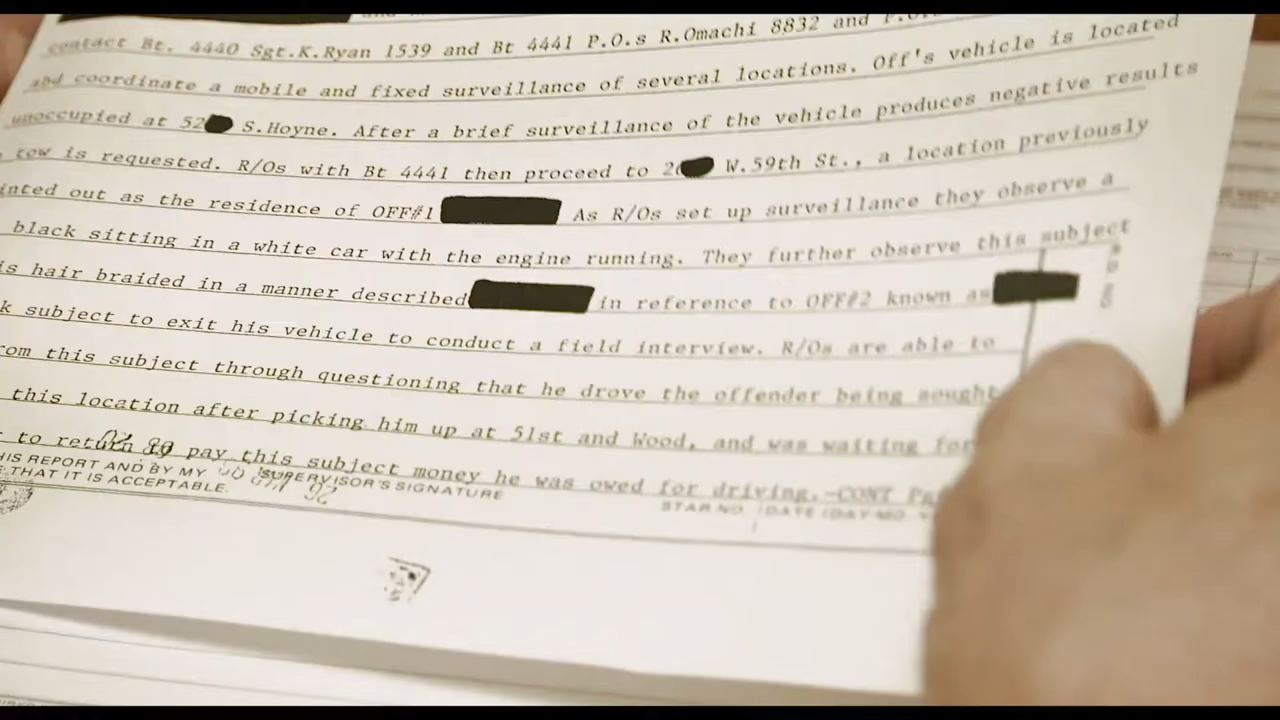 contact Bt. 4440 Sgt.K.Ryan 1539 and Bt 4441 P.O.s R.Omachi 8832 and P.O.
abd coordinate a mobile and fixed surveillance of several locations. Off's vehicle is located
unoccupied at 52 S.Hoyne. After a brief surveillance of the vehicle produces negative results
tow is requested. R/Os with Bt 4441 then proceed to 2 W.59th St., a location previously
inted out as the residence of OFF#1 As R/Os set up surveillance they observe a
black sitting in a white car with the engine running. They further observe this subject
is hair braided in a manner described in reference to OFF#2 known as
k subject to exit his vehicle to conduct a field interview. R/Os are able to
rom this subject through questioning that he drove the offender being sought
this location after picking him up at 51st and Wood, and was waiting for
to return to pay this subject money he was owed for driving.-CONT Pa
HIS REPORT AND BY MY SUPERVISOR'S SIGNATURE
THAT IT IS ACCEPTABLE.
STAR NO. DATE (DAY MO.